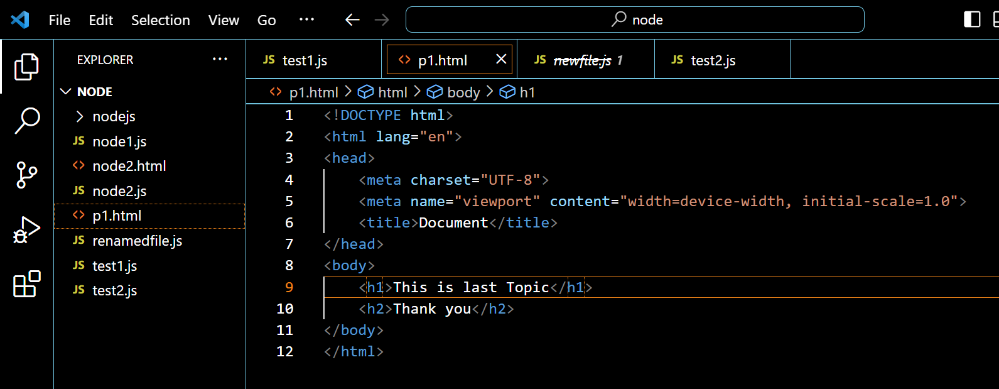 File Edit Selection View Go ··· node
EXPLORER ···
NODE
nodejs
JS node1.js
<> node2.html
JS node2.js
<> p1.html
JS renamedfile.js
JS test1.js
JS test2.js
JS test1.js <> p1.html JS newfile.js 1 JS test2.js
<> p1.html > html > body > h1
1 <!DOCTYPE html>
2 <html lang="en">
3 <head>
4     <meta charset="UTF-8">
5     <meta name="viewport" content="width=device-width, initial-scale=1.0">
6     <title>Document</title>
7 </head>
8 <body>
9     <h1>This is last Topic</h1>
10     <h2>Thank you</h2>
11 </body>
12 </html>